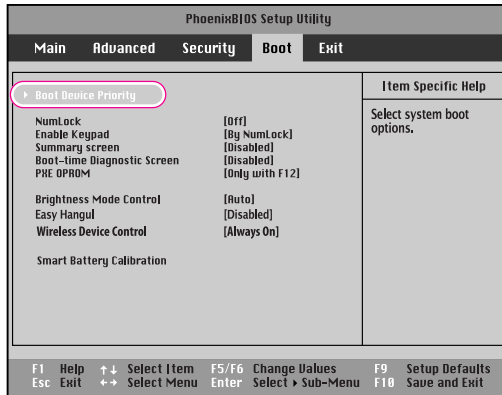 PhoenixBIOS Setup Utility
Main Advanced Security Boot Exit
▸ Boot Device Priority
NumLock [Off]
Enable Keypad [By NumLock]
Summary screen [Disabled]
Boot-time Diagnostic Screen [Disabled]
PXE OPROM [Only with F12]
Brightness Mode Control [Auto]
Easy Hangul [Disabled]
Wireless Device Control [Always On]
Smart Battery Calibration
Item Specific Help
Select system boot
options.
F1 Help ↑↓ Select Item F5/F6 Change Values F9 Setup Defaults
Esc Exit ←→ Select Menu Enter Select ▸ Sub-Menu F10 Save and Exit